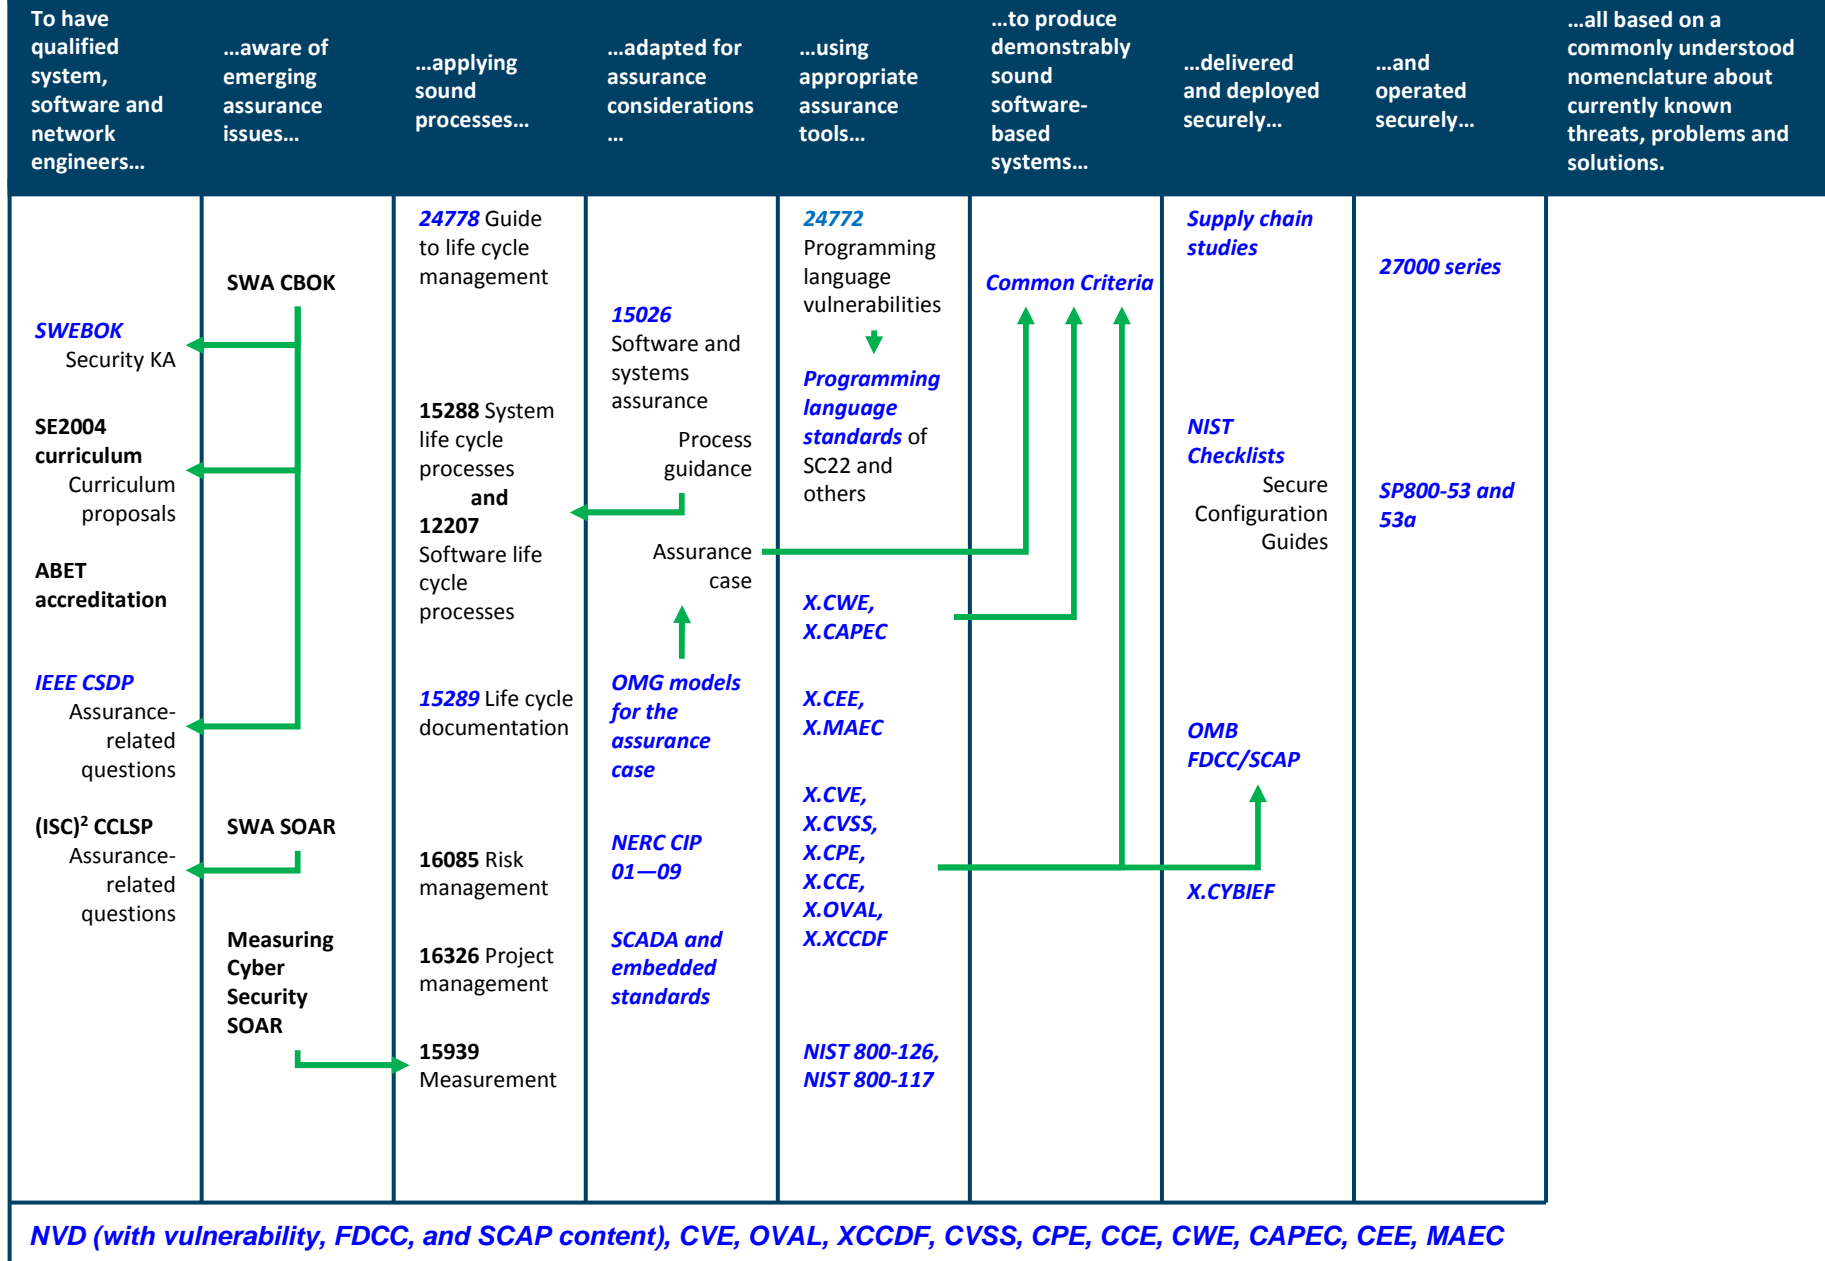 To have
qualified
system,
software and
network
engineers…
…aware of
emerging
assurance
issues…
…applying
sound
processes…
…adapted for
assurance
considerations
…
…using
appropriate
assurance
tools…
…to produce
demonstrably
sound
software-
based
systems…
…delivered
and deployed
securely…
…and
operated
securely…
…all based on a
commonly understood
nomenclature about
currently known
threats, problems and
solutions.
SWEBOK
Security KA
SE2004
curriculum
Curriculum
proposals
ABET
accreditation
IEEE CSDP
Assurance-
related
questions
(ISC)² CCLSP
Assurance-
related
questions
SWA CBOK
SWA SOAR
Measuring
Cyber
Security
SOAR
24778 Guide
to life cycle
management
15288 System
life cycle
processes
and
12207
Software life
cycle
processes
15289 Life cycle
documentation
16085 Risk
management
16326 Project
management
15939
Measurement
15026
Software and
systems
assurance
Process
guidance
Assurance
case
OMG models
for the
assurance
case
NERC CIP
01—09
SCADA and
embedded
standards
24772
Programming
language
vulnerabilities
Programming
language
standards of
SC22 and
others
X.CWE,
X.CAPEC
X.CEE,
X.MAEC
X.CVE,
X.CVSS,
X.CPE,
X.CCE,
X.OVAL,
X.XCCDF
NIST 800-126,
NIST 800-117
Common Criteria
Supply chain
studies
NIST
Checklists
Secure
Configuration
Guides
OMB
FDCC/SCAP
X.CYBIEF
27000 series
SP800-53 and
53a
NVD (with vulnerability, FDCC, and SCAP content), CVE, OVAL, XCCDF, CVSS, CPE, CCE, CWE, CAPEC, CEE, MAEC